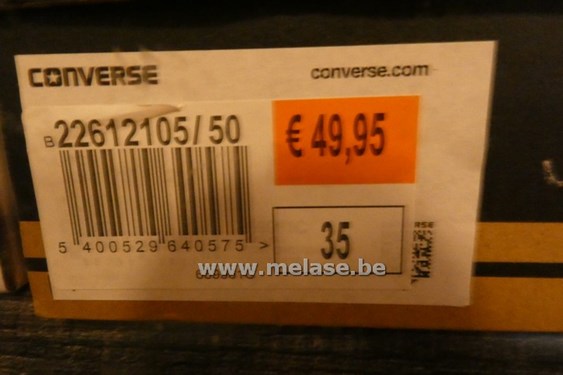 CONVERSE
converse.com
B 22612105/50
€ 49,95
5 400529 640575 >
35
www.melase.be